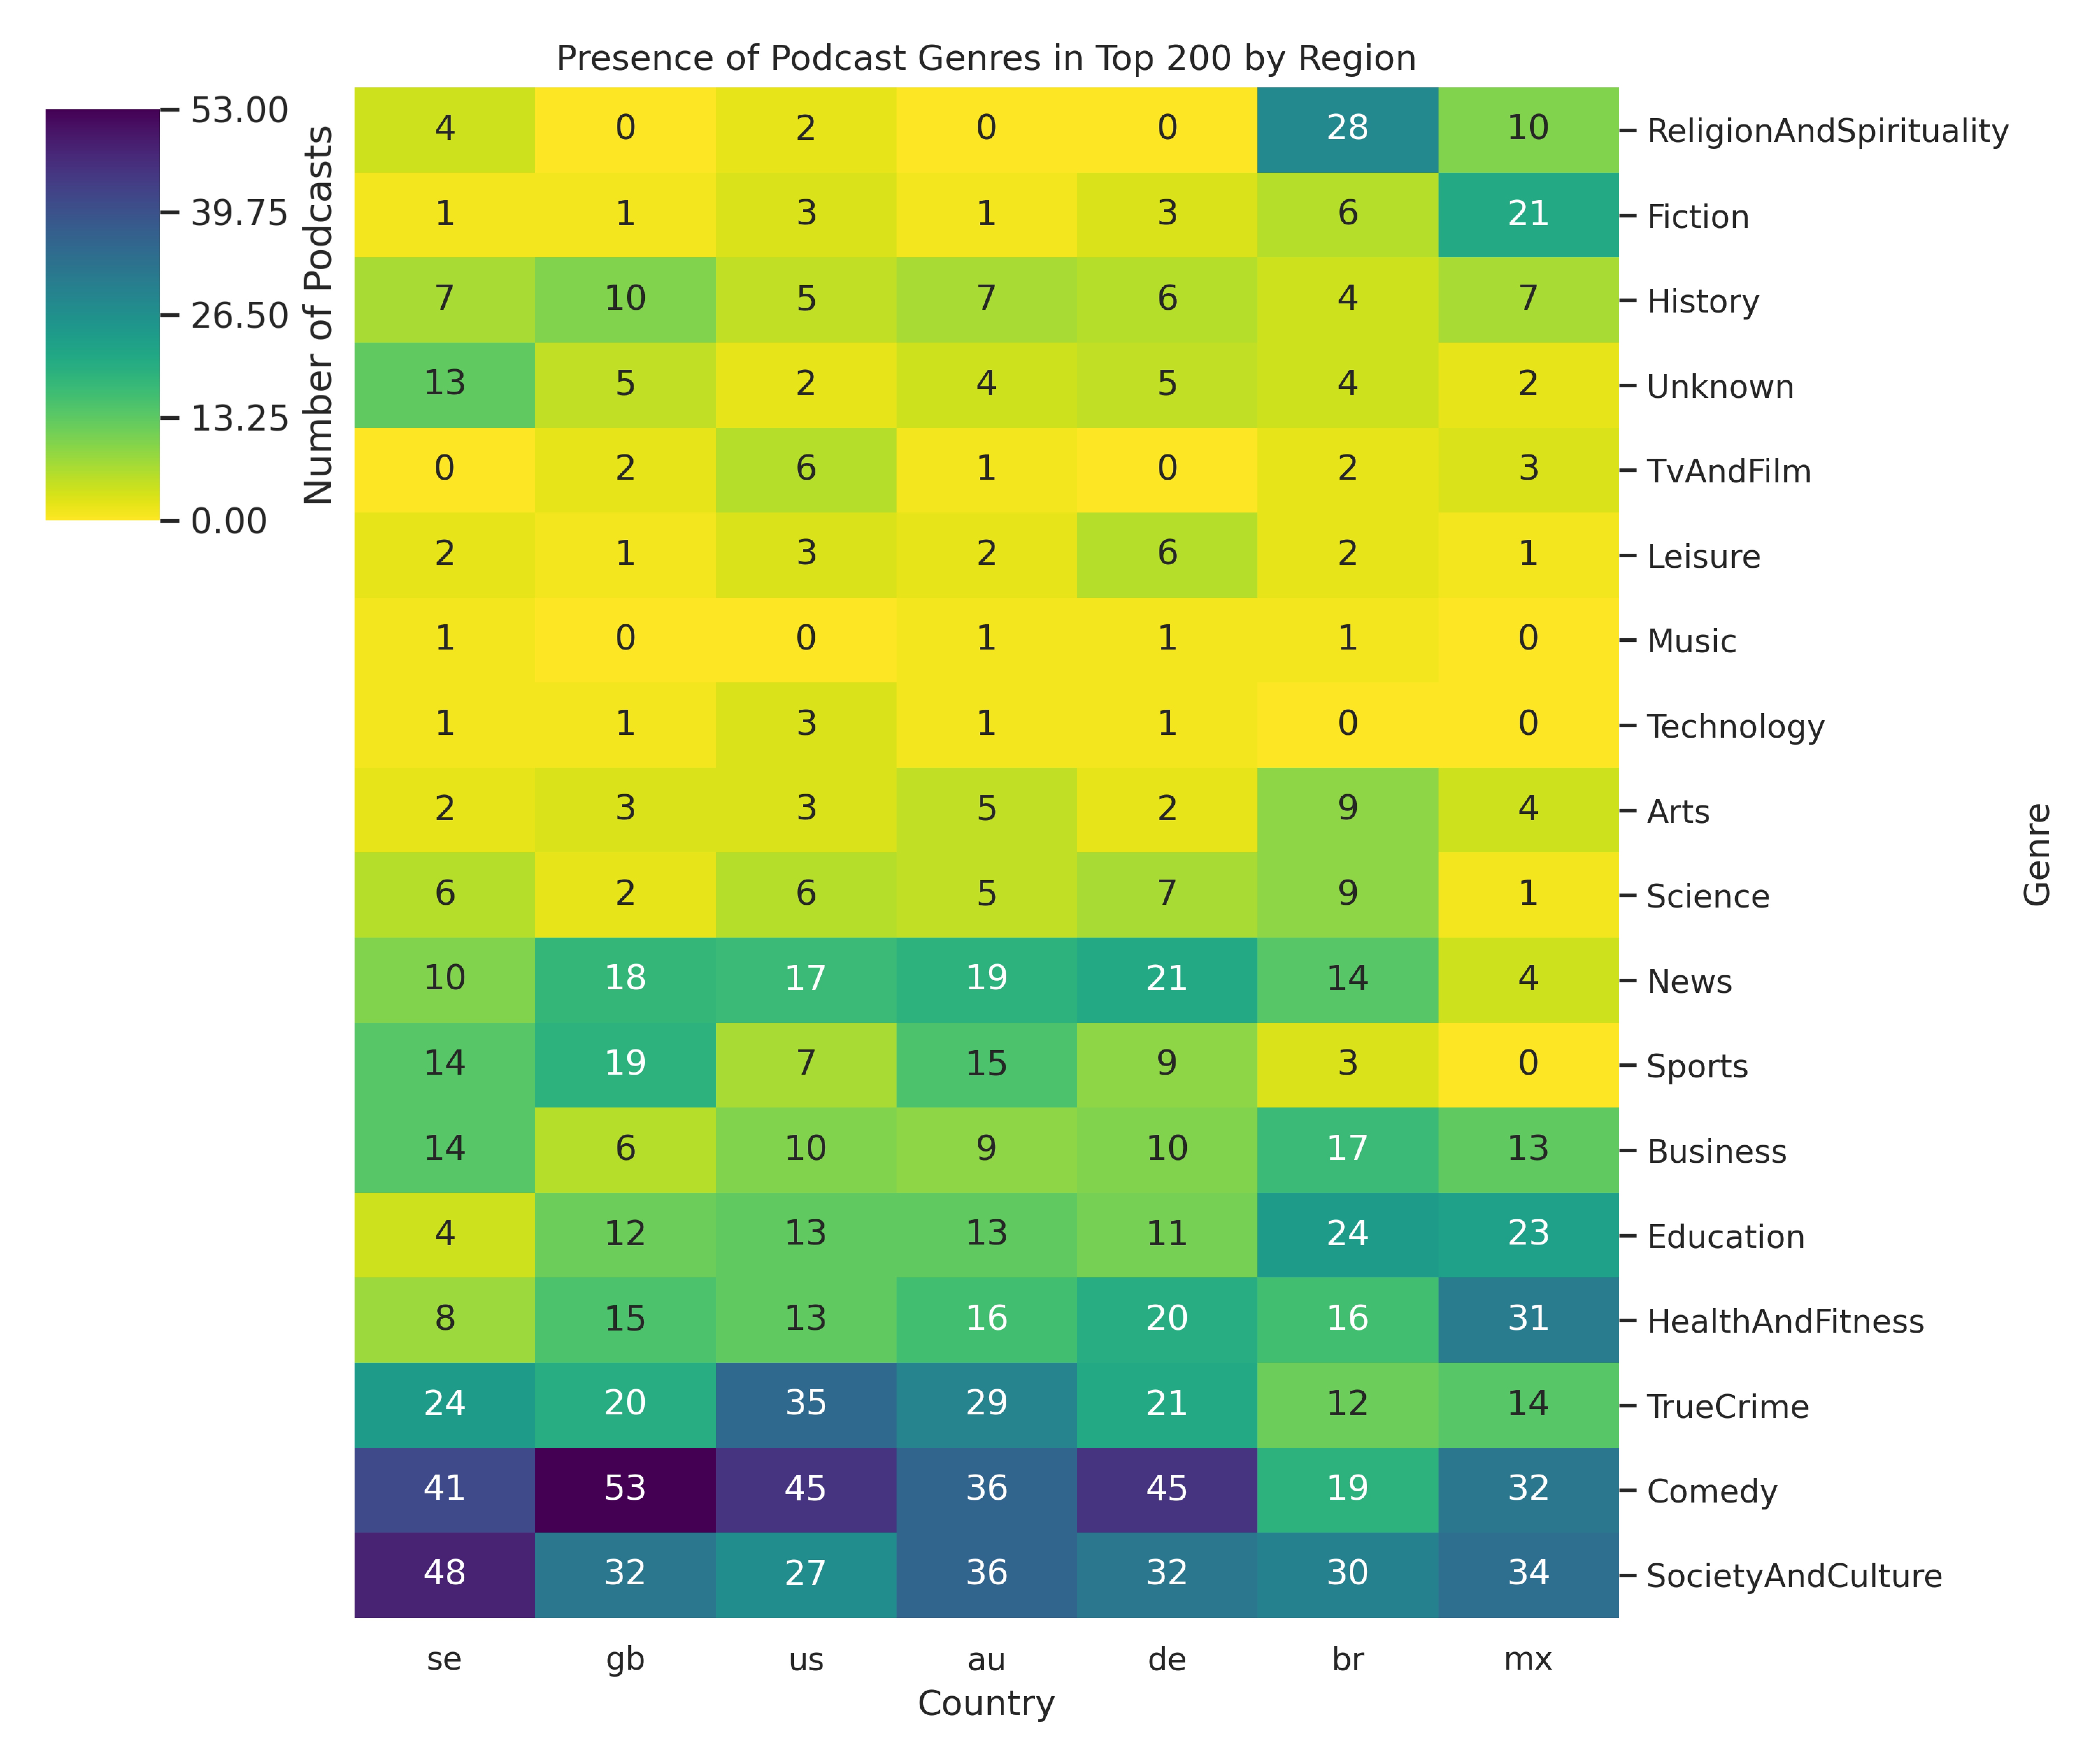 Presence of Podcast Genres in Top 200 by Region
53.00
39.75
26.50
13.25
0.00
Number of Podcasts
4 0 2 0 0 28 10 ReligionAndSpirituality
1 1 3 1 3 6 21 Fiction
7 10 5 7 6 4 7 History
13 5 2 4 5 4 2 Unknown
0 2 6 1 0 2 3 TvAndFilm
2 1 3 2 6 2 1 Leisure
1 0 0 1 1 1 0 Music
1 1 3 1 1 0 0 Technology
2 3 3 5 2 9 4 Arts
6 2 6 5 7 9 1 Science
10 18 17 19 21 14 4 News
14 19 7 15 9 3 0 Sports
14 6 10 9 10 17 13 Business
4 12 13 13 11 24 23 Education
8 15 13 16 20 16 31 HealthAndFitness
24 20 35 29 21 12 14 TrueCrime
41 53 45 36 45 19 32 Comedy
48 32 27 36 32 30 34 SocietyAndCulture
Genre
se gb us au de br mx
Country